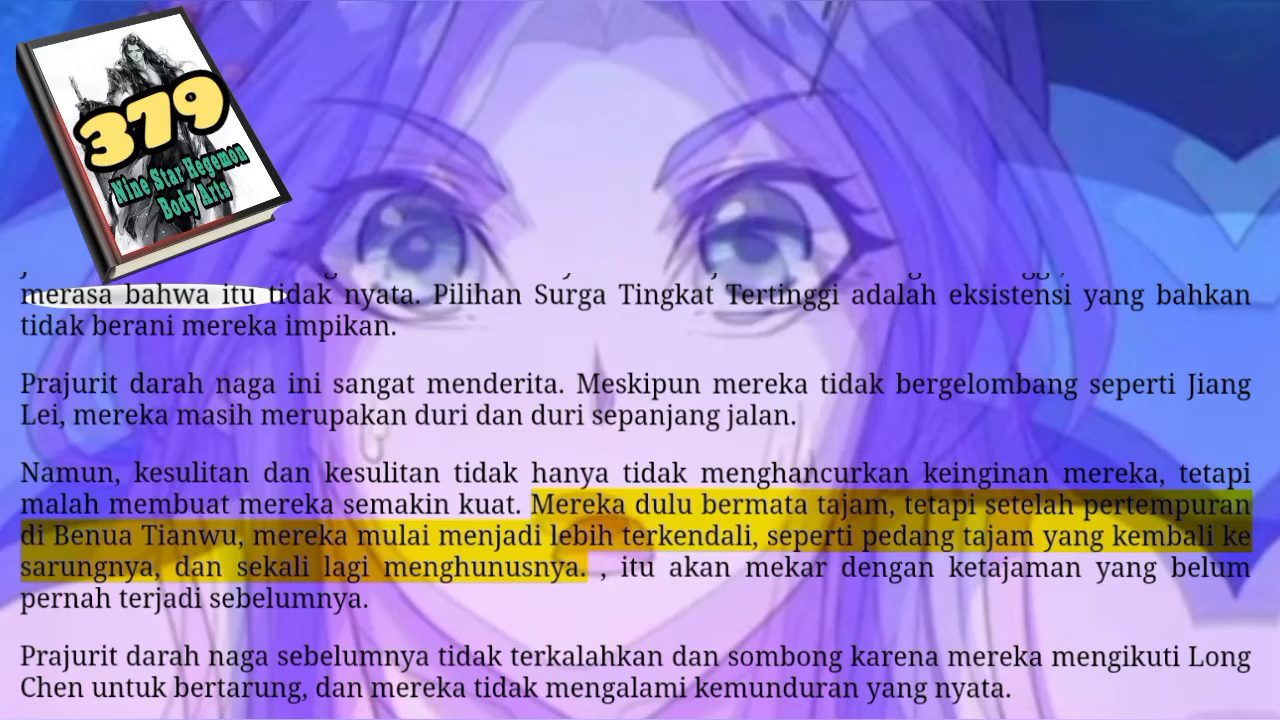 379
Nine Star Hegemon
Body Arts
merasa bahwa itu tidak nyata. Pilihan Surga Tingkat Tertinggi adalah eksistensi yang bahkan
tidak berani mereka impikan.
Prajurit darah naga ini sangat menderita. Meskipun mereka tidak bergelombang seperti Jiang
Lei, mereka masih merupakan duri dan duri sepanjang jalan.
Namun, kesulitan dan kesulitan tidak hanya tidak menghancurkan keinginan mereka, tetapi
malah membuat mereka semakin kuat. Mereka dulu bermata tajam, tetapi setelah pertempuran
di Benua Tianwu, mereka mulai menjadi lebih terkendali, seperti pedang tajam yang kembali ke
sarungnya, dan sekali lagi menghunusnya. , itu akan mekar dengan ketajaman yang belum
pernah terjadi sebelumnya.
Prajurit darah naga sebelumnya tidak terkalahkan dan sombong karena mereka mengikuti Long
Chen untuk bertarung, dan mereka tidak mengalami kemunduran yang nyata.